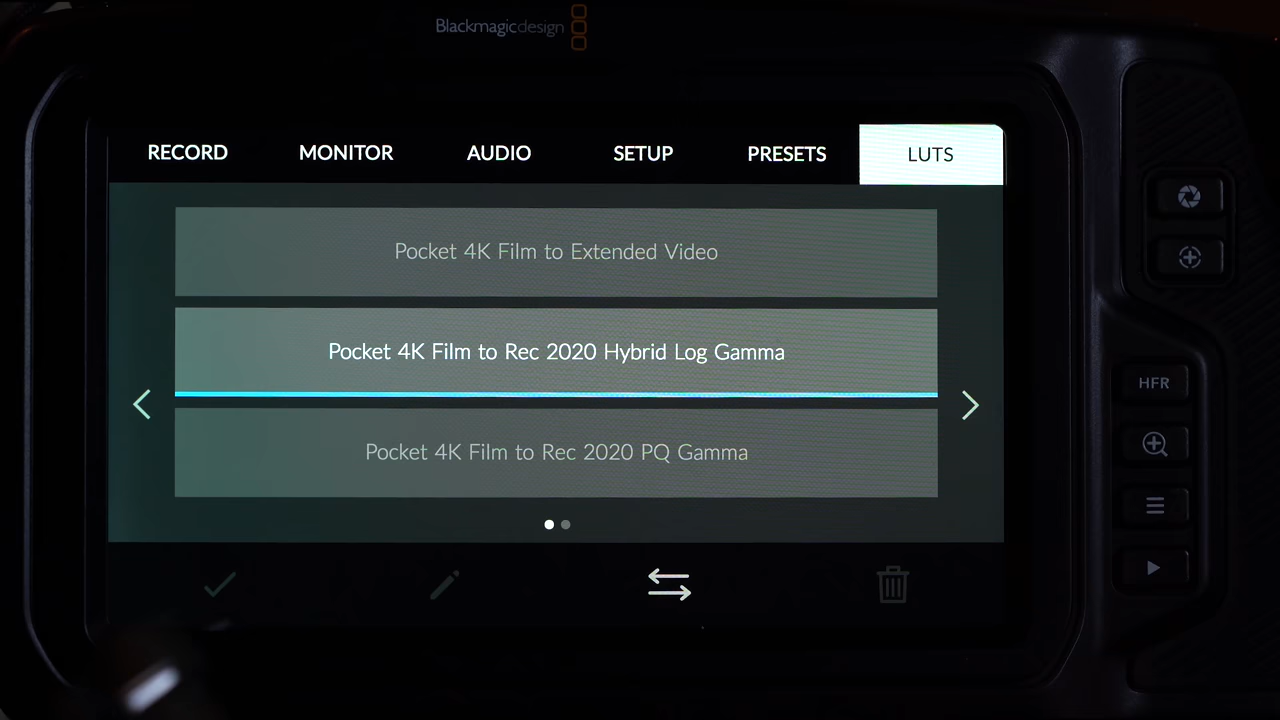 Blackmagicdesign
RECORD MONITOR AUDIO SETUP PRESETS LUTS
Pocket 4K Film to Extended Video
Pocket 4K Film to Rec 2020 Hybrid Log Gamma
Pocket 4K Film to Rec 2020 PQ Gamma
HFR